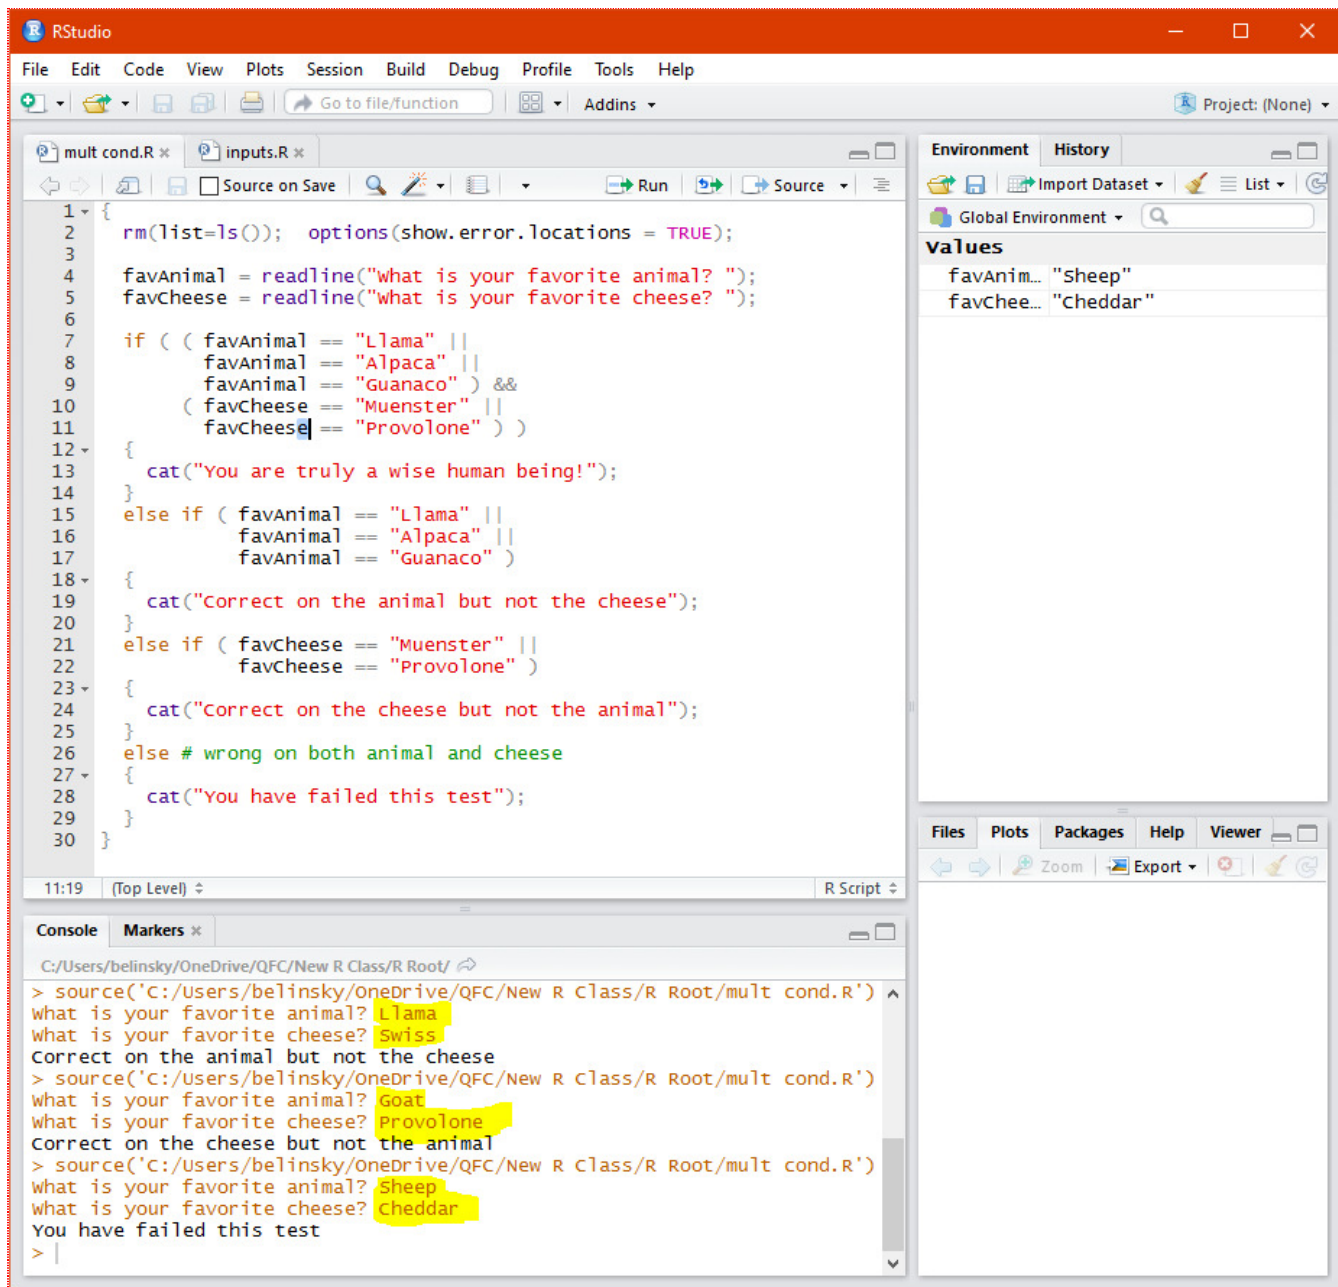 RStudio
File Edit Code View Plots Session Build Debug Profile Tools Help
Go to file/function Addins Project: (None)
mult cond.R inputs.R
Source on Save Run Source
1 {
2 rm(list=ls()); options(show.error.locations = TRUE);
3
4 favAnimal = readline("What is your favorite animal? ");
5 favCheese = readline("What is your favorite cheese? ");
6
7 if ( ( favAnimal == "Llama" ||
8 favAnimal == "Alpaca" ||
9 favAnimal == "Guanaco" ) &&
10 ( favCheese == "Muenster" ||
11 favCheese == "Provolone" ) )
12 {
13 cat("You are truly a wise human being!");
14 }
15 else if ( favAnimal == "Llama" ||
16 favAnimal == "Alpaca" ||
17 favAnimal == "Guanaco" )
18 {
19 cat("Correct on the animal but not the cheese");
20 }
21 else if ( favCheese == "Muenster" ||
22 favCheese == "Provolone" )
23 {
24 cat("Correct on the cheese but not the animal");
25 }
26 else # wrong on both animal and cheese
27 {
28 cat("You have failed this test");
29 }
30 }
11:19 (Top Level) R Script
Console Markers
C:/Users/belinsky/OneDrive/QFC/New R Class/R Root/
> source('C:/Users/belinsky/OneDrive/QFC/New R Class/R Root/mult cond.R')
What is your favorite animal? Llama
What is your favorite cheese? Swiss
Correct on the animal but not the cheese
> source('C:/Users/belinsky/OneDrive/QFC/New R Class/R Root/mult cond.R')
What is your favorite animal? Goat
What is your favorite cheese? Provolone
Correct on the cheese but not the animal
> source('C:/Users/belinsky/OneDrive/QFC/New R Class/R Root/mult cond.R')
What is your favorite animal? Sheep
What is your favorite cheese? Cheddar
You have failed this test
>
Environment History
Import Dataset List
Global Environment
Values
favAnim… "Sheep"
favChee… "Cheddar"
Files Plots Packages Help Viewer
Zoom Export